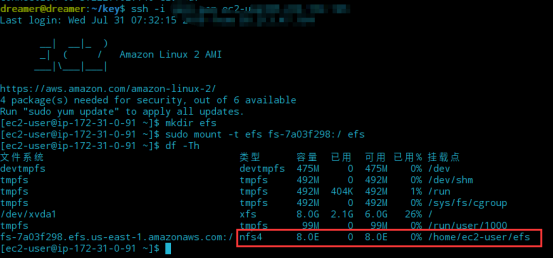 dreamer@dreamer:~/key$ ssh -i
Last login: Wed Jul 31 07:32:15 2
__|  __|_  )
_|  (     /   Amazon Linux 2 AMI
___|\___|___|
https://aws.amazon.com/amazon-linux-2/
4 package(s) needed for security, out of 6 available
Run "sudo yum update" to apply all updates.
[ec2-user@ip-172-31-0-91 ~]$ mkdir efs
[ec2-user@ip-172-31-0-91 ~]$ sudo mount -t efs fs-7a03f298:/ efs
[ec2-user@ip-172-31-0-91 ~]$ df -Th
文件系统 类型 容量 已用 可用 已用% 挂载点
devtmpfs devtmpfs 475M 0 475M 0% /dev
tmpfs tmpfs 492M 0 492M 0% /dev/shm
tmpfs tmpfs 492M 404K 492M 1% /run
tmpfs tmpfs 492M 0 492M 0% /sys/fs/cgroup
/dev/xvda1 xfs 8.0G 2.1G 6.0G 26% /
tmpfs tmpfs 99M 0 99M 0% /run/user/1000
fs-7a03f298.efs.us-east-1.amazonaws.com:/ nfs4 8.0E 0 8.0E 0% /home/ec2-user/efs
[ec2-user@ip-172-31-0-91 ~]$